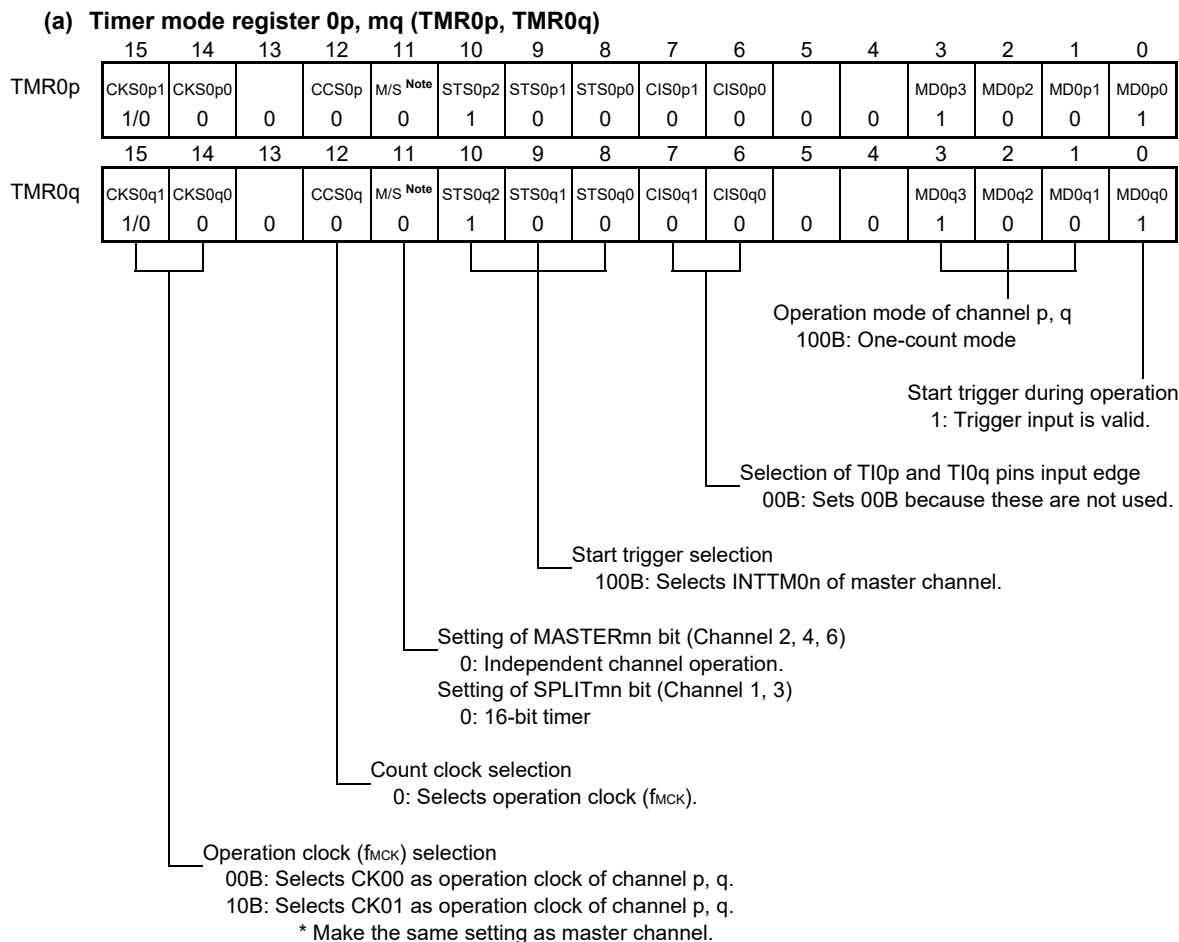 (a) Timer mode register 0p, mq (TMR0p, TMR0q)
15 14 13 12 11 10 9 8 7 6 5 4 3 2 1 0
TMR0p CKS0p1 CKS0p0 CCS0p M/S Note STS0p2 STS0p1 STS0p0 CIS0p1 CIS0p0 MD0p3 MD0p2 MD0p1 MD0p0
1/0 0 0 0 0 1 0 0 0 0 0 0 1 0 0 1
15 14 13 12 11 10 9 8 7 6 5 4 3 2 1 0
TMR0q CKS0q1 CKS0q0 CCS0q M/S Note STS0q2 STS0q1 STS0q0 CIS0q1 CIS0q0 MD0q3 MD0q2 MD0q1 MD0q0
1/0 0 0 0 0 1 0 0 0 0 0 0 1 0 0 1
Operation mode of channel p, q
100B: One-count mode
Start trigger during operation
1: Trigger input is valid.
Selection of TI0p and TI0q pins input edge
00B: Sets 00B because these are not used.
Start trigger selection
100B: Selects INTTM0n of master channel.
Setting of MASTERmn bit (Channel 2, 4, 6)
0: Independent channel operation.
Setting of SPLITmn bit (Channel 1, 3)
0: 16-bit timer
Count clock selection
0: Selects operation clock (fMCK).
Operation clock (fMCK) selection
00B: Selects CK00 as operation clock of channel p, q.
10B: Selects CK01 as operation clock of channel p, q.
* Make the same setting as master channel.